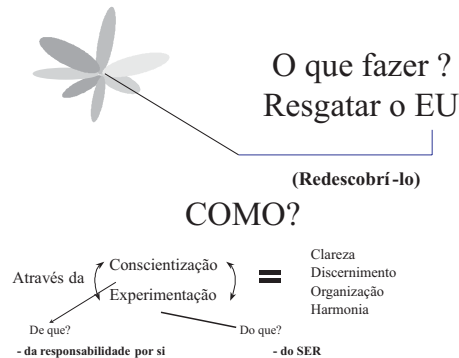 O que fazer ?
Resgatar o EU
(Redescobrí-lo)
COMO?
Através da
Conscientização
Experimentação
=
Clareza
Discernimento
Organização
Harmonia
De que?
- da responsabilidade por si
Do que?
- do SER